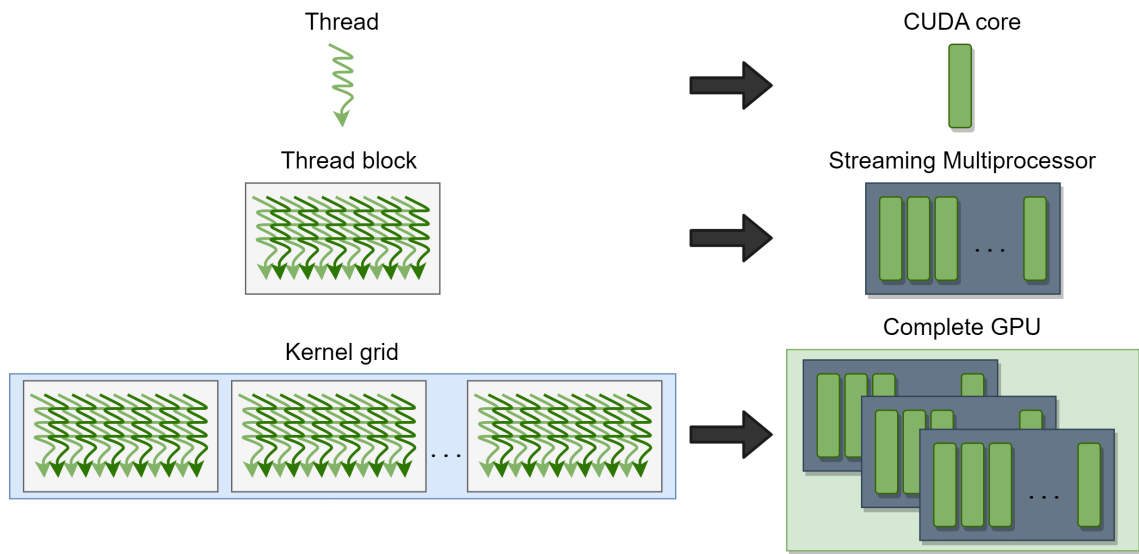 Thread
CUDA core
Thread block
Streaming Multiprocessor
. . .
Kernel grid
Complete GPU
. . .
. . .